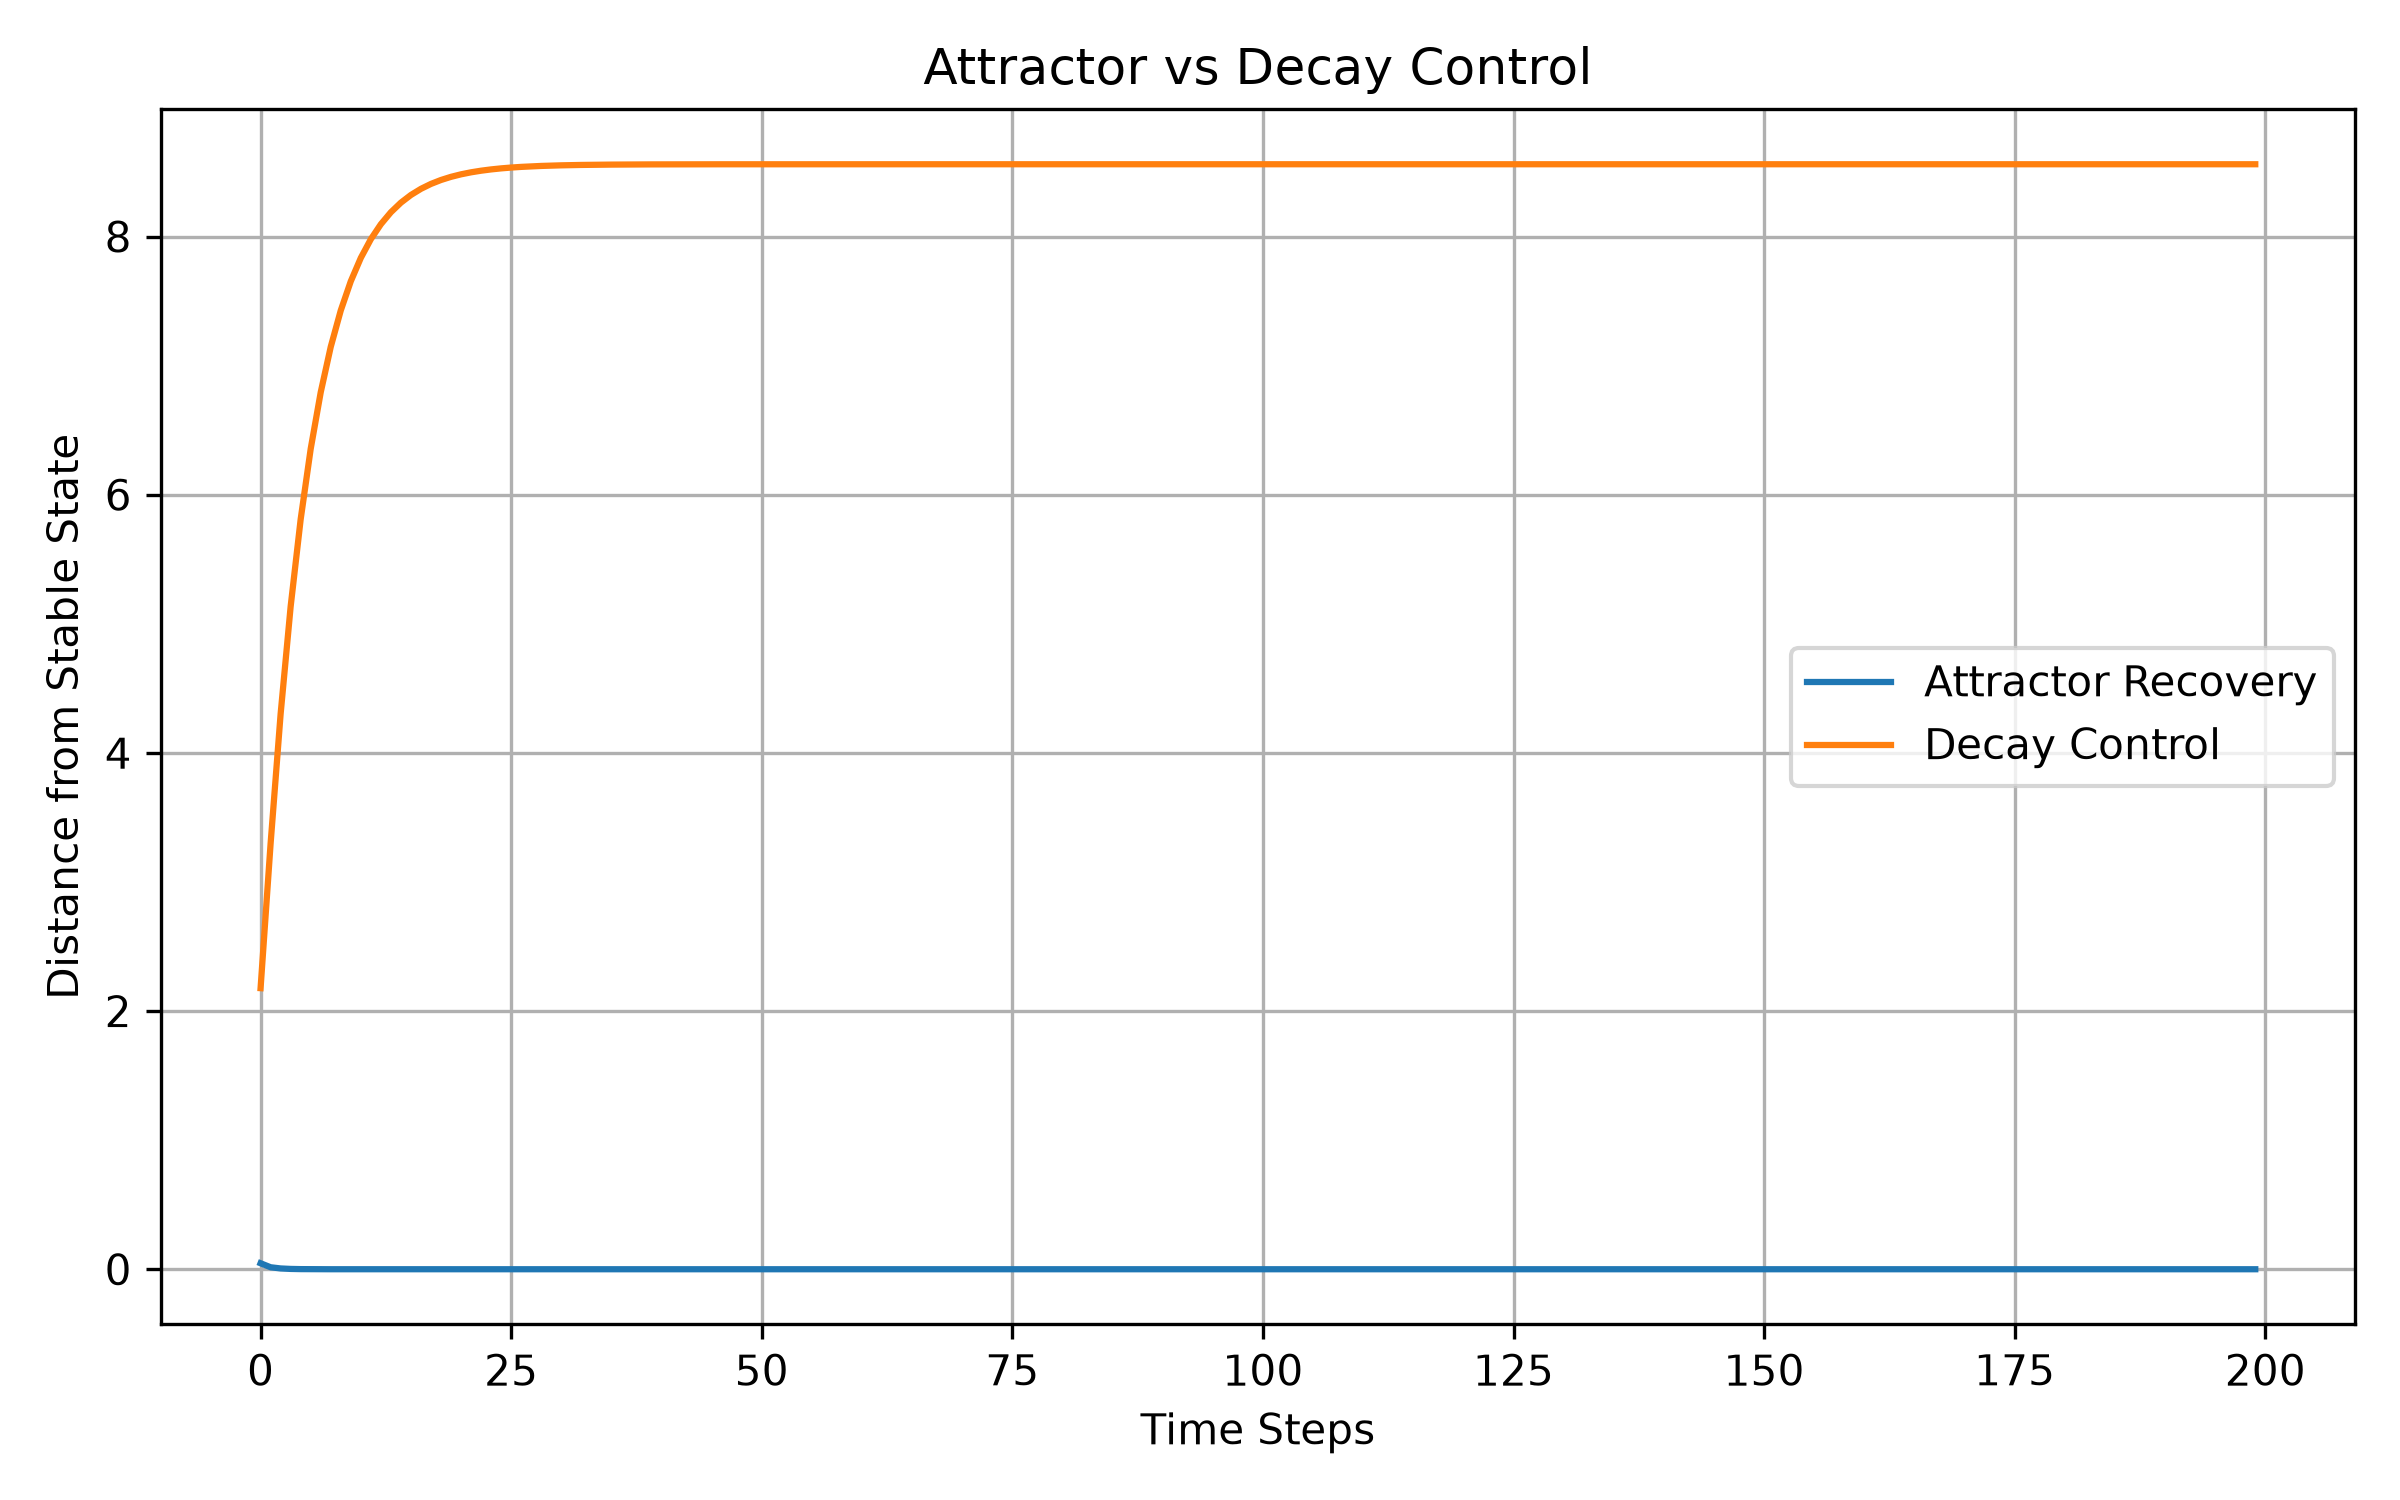 Attractor vs Decay Control
Distance from Stable State
8
6
4
2
0
Attractor Recovery
Decay Control
0 25 50 75 100 125 150 175 200
Time Steps